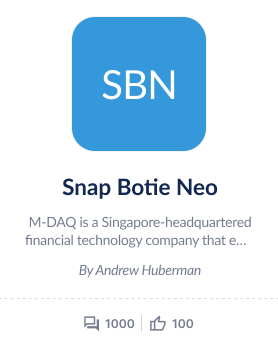 SBN
Snap Botie Neo
M-DAQ is a Singapore-headquartered
financial technology company that e...
By Andrew Huberman
1000 100